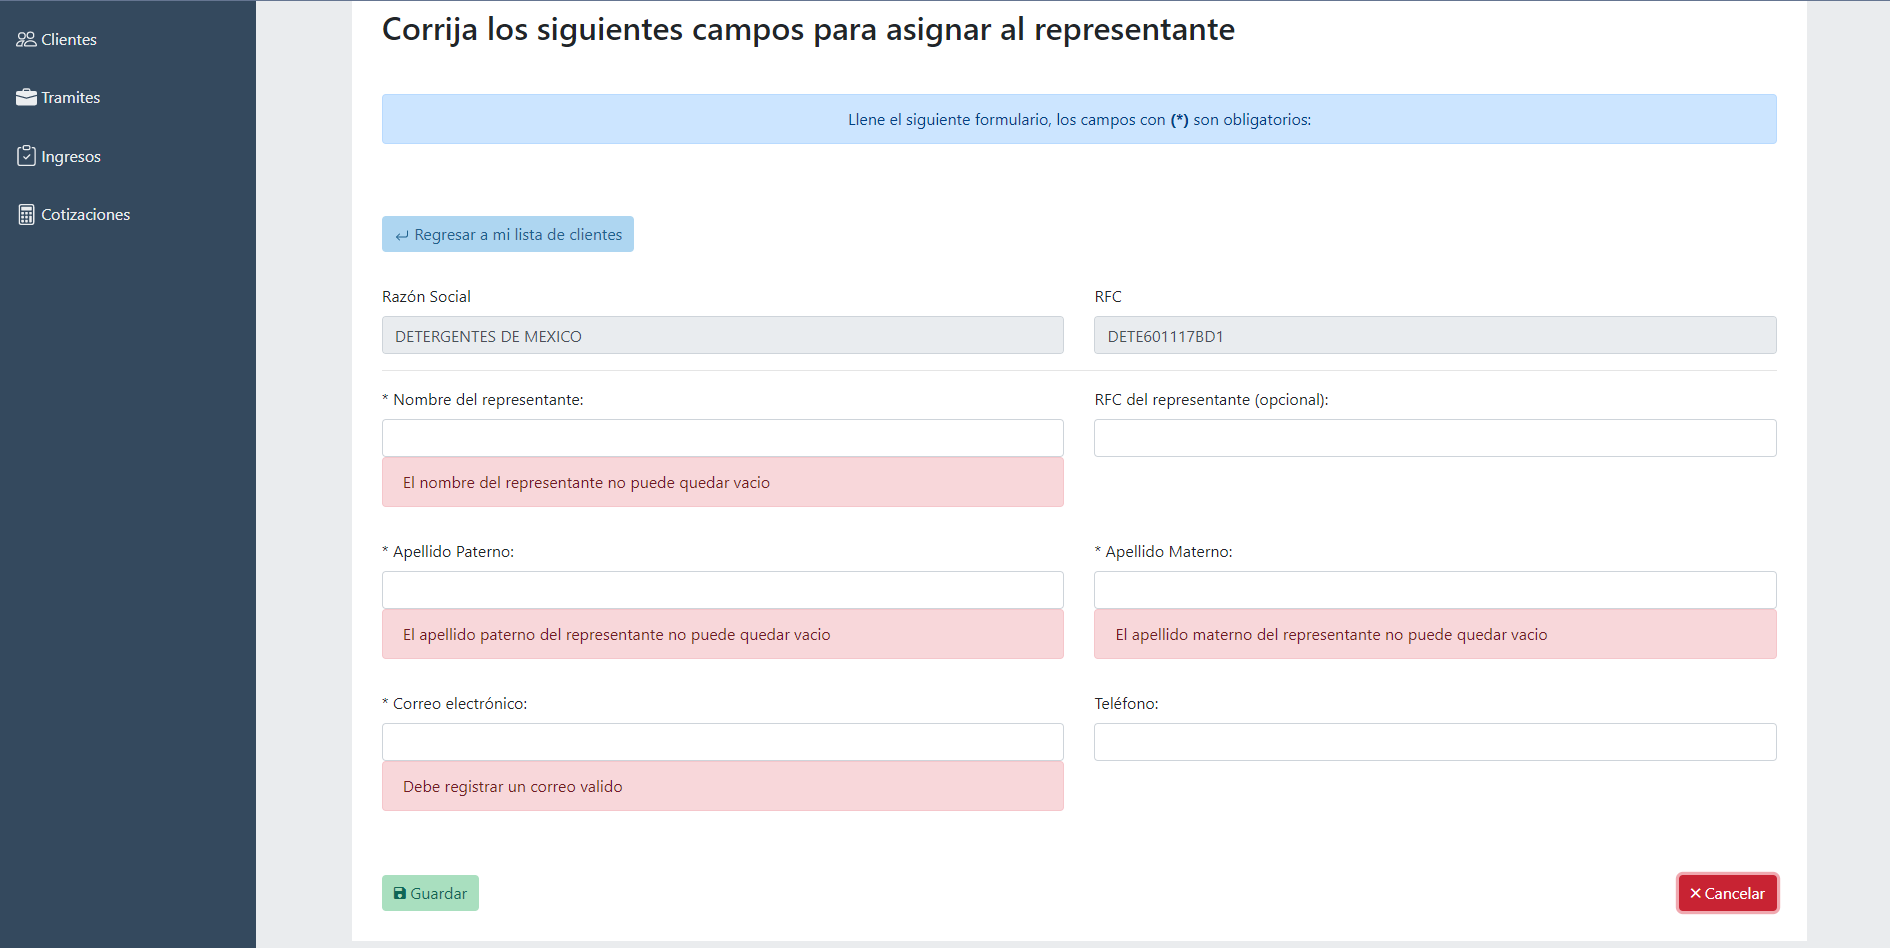 Clientes
Tramites
Ingresos
Cotizaciones
Corrija los siguientes campos para asignar al representante
Llene el siguiente formulario, los campos con (*) son obligatorios:
Regresar a mi lista de clientes
Razón Social
RFC
DETERGENTES DE MEXICO
DETE601117BD1
* Nombre del representante:
RFC del representante (opcional):
El nombre del representante no puede quedar vacio
* Apellido Paterno:
* Apellido Materno:
El apellido paterno del representante no puede quedar vacio
El apellido materno del representante no puede quedar vacio
* Correo electrónico:
Teléfono:
Debe registrar un correo valido
Guardar
Cancelar